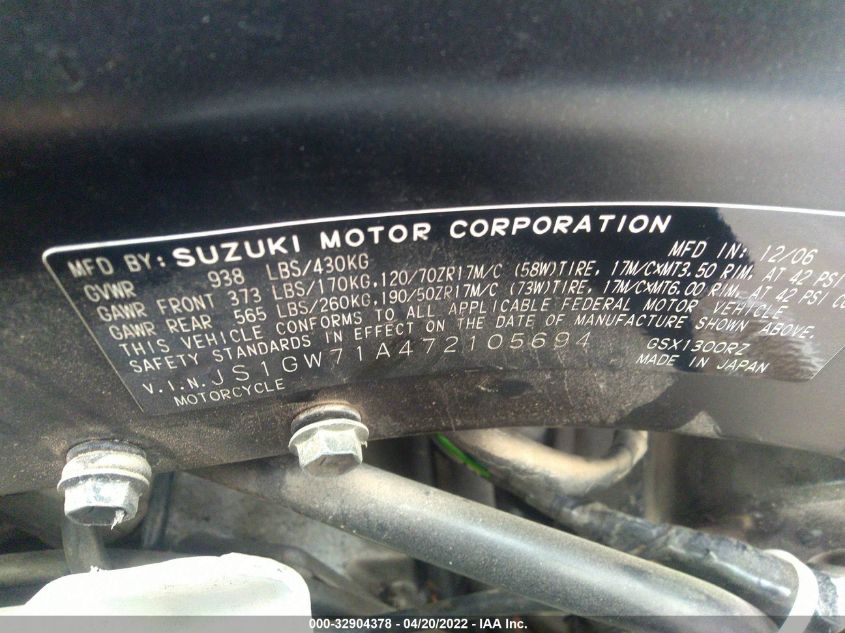 MFD BY: SUZUKI MOTOR CORPORATION MFD IN: 12/06
GVWR 938 LBS/430KG
GAWR FRONT 373 LBS/170KG,120/70ZR17M/C (58W)TIRE, 17M/C×MT3.50 RIM, AT 42 PSI
GAWR REAR 565 LBS/260KG,190/50ZR17M/C (73W)TIRE, 17M/C×MT6.00 RIM, AT 42 PSI CO
THIS VEHICLE CONFORMS TO ALL APPLICABLE FEDERAL MOTOR VEHICLE
SAFETY STANDARDS IN EFFECT ON THE DATE OF MANUFACTURE SHOWN ABOVE.
V.I.N.JS1GW71A472105694 GSX1300RZ
MOTORCYCLE MADE IN JAPAN
000-32904378 - 04/20/2022 - IAA Inc.